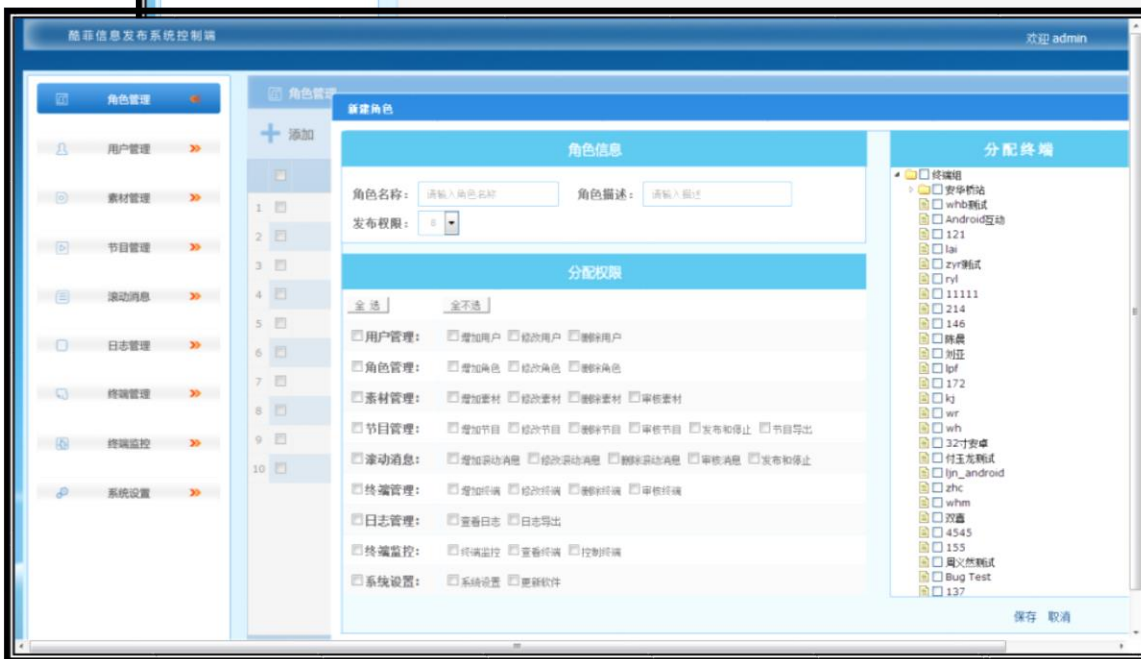 酷菲信息发布系统控制端
欢迎 admin
角色管理
用户管理
素材管理
节目管理
滚动消息
日志管理
终端管理
终端监控
系统设置
角色管理
添加
1
2
3
4
5
6
7
8
9
10
新建角色
角色信息
角色名称: 请输入角色名称 角色描述: 请输入描述
发布权限: 6
分配权限
全 选 全不选
用户管理: 增加用户 修改用户 删除用户
角色管理: 增加角色 修改角色 删除角色
素材管理: 增加素材 修改素材 删除素材 审核素材
节目管理: 增加节目 修改节目 删除节目 审核节目 发布和停止 节目导出
滚动消息: 增加滚动消息 修改滚动消息 删除滚动消息 审核消息 发布和停止
终端管理: 增加终端 修改终端 删除终端 审核终端
日志管理: 查看日志 日志导出
终端监控: 终端监控 查看终端 控制终端
系统设置: 系统设置 更新软件
分配终端
终端组
安华桥站
whb测试
Android互动
121
lai
zyr测试
ryl
11111
214
146
陈晨
刘亚
lpf
172
kj
wr
wh
32寸安卓
付玉龙测试
ljn_android
zhc
whm
双鑫
4545
155
周义然测试
Bug Test
137
保存 取消